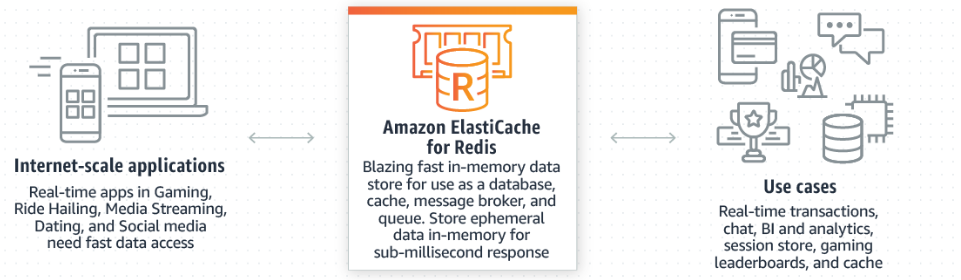 Internet-scale applications
Real-time apps in Gaming,
Ride Hailing, Media Streaming,
Dating, and Social media
need fast data access
R
Amazon ElastiCache
for Redis
Blazing fast in-memory data
store for use as a database,
cache, message broker, and
queue. Store ephemeral
data in-memory for
sub-millisecond response
Use cases
Real-time transactions,
chat, BI and analytics,
session store, gaming
leaderboards, and cache